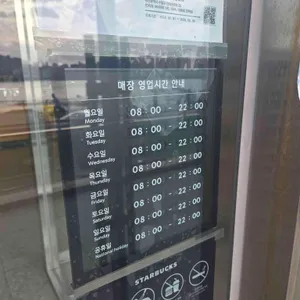 매장 영업시간 안내
월요일 08 : 00 - 22 : 00
Monday
화요일 08 : 00 - 22 : 00
Tuesday
수요일 08 : 00 - 22 : 00
Wednesday
목요일 08 : 00 - 22 : 00
Thursday
금요일 08 : 00 - 22 : 00
Friday
토요일 08 : 00 - 22 : 00
Saturday
일요일 08 : 00 - 22 : 00
Sunday
공휴일 08 : 00 - 22 : 00
National holiday
STARBUCKS